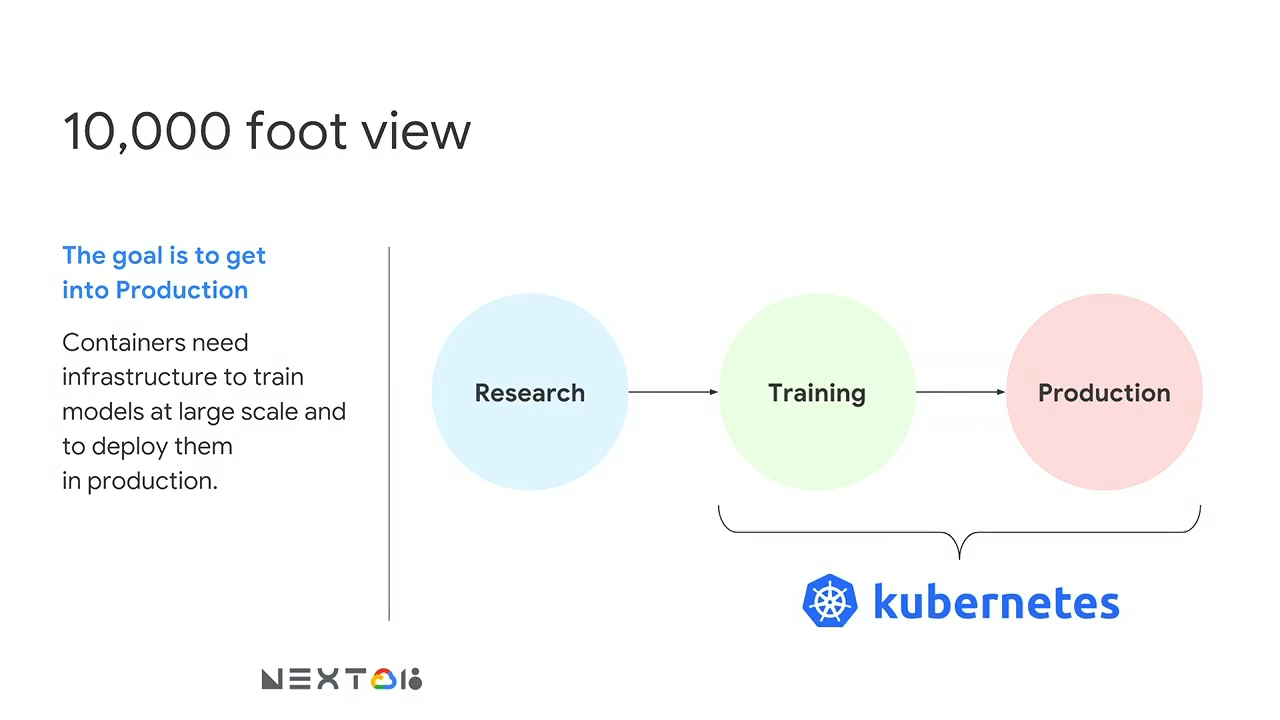 10,000 foot view
The goal is to get
into Production
Containers need
infrastructure to train
models at large scale and
to deploy them
in production.
Research
Training
Production
kubernetes
NEXT 18